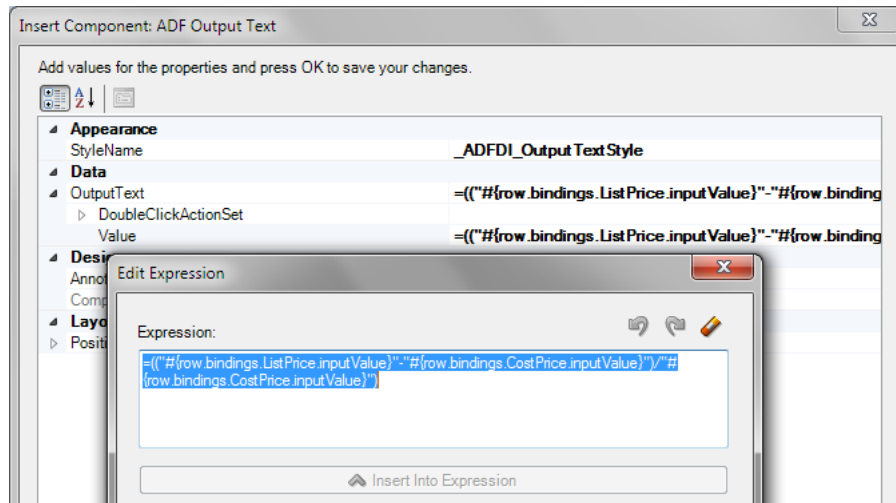 Insert Component: ADF Output Text
Add values for the properties and press OK to save your changes.
Appearance
StyleName _ADFDI_OutputTextStyle
Data
OutputText =(("#{row.bindings.ListPrice.inputValue}"-"#{row.binding
DoubleClickActionSet
Value =(("#{row.bindings.ListPrice.inputValue}"-"#{row.binding
Desi
Annot
Comp
Layo
Positi
Edit Expression
Expression:
=(("#{row.bindings.ListPrice.inputValue}"-"#{row.bindings.CostPrice.inputValue}")/"#
{row.bindings.CostPrice.inputValue}")
Insert Into Expression